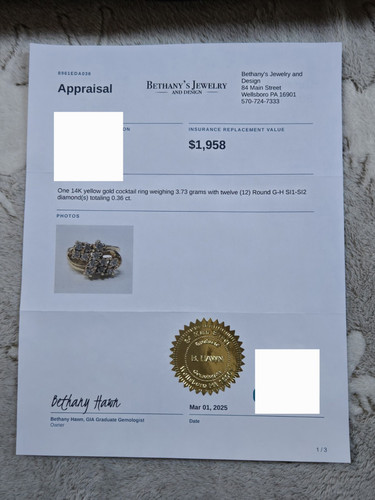 Appraisal
BETHANY'S JEWELRY
AND DESIGN
Bethany's Jewelry and
Design
84 Main Street
Wellsboro PA 16901
570-724-7333
ON
INSURANCE REPLACEMENT VALUE
$1,958
One 14K yellow gold cocktail ring weighing 3.73 grams with twelve (12) Round G-H SI1-SI2
diamond(s) totaling 0.36 ct.
PHOTOS
B. HAWN
Bethany Hawn
Bethany Hawn, GIA Graduate Gemologist
Owner
Mar 01, 2025
Date
1 / 3